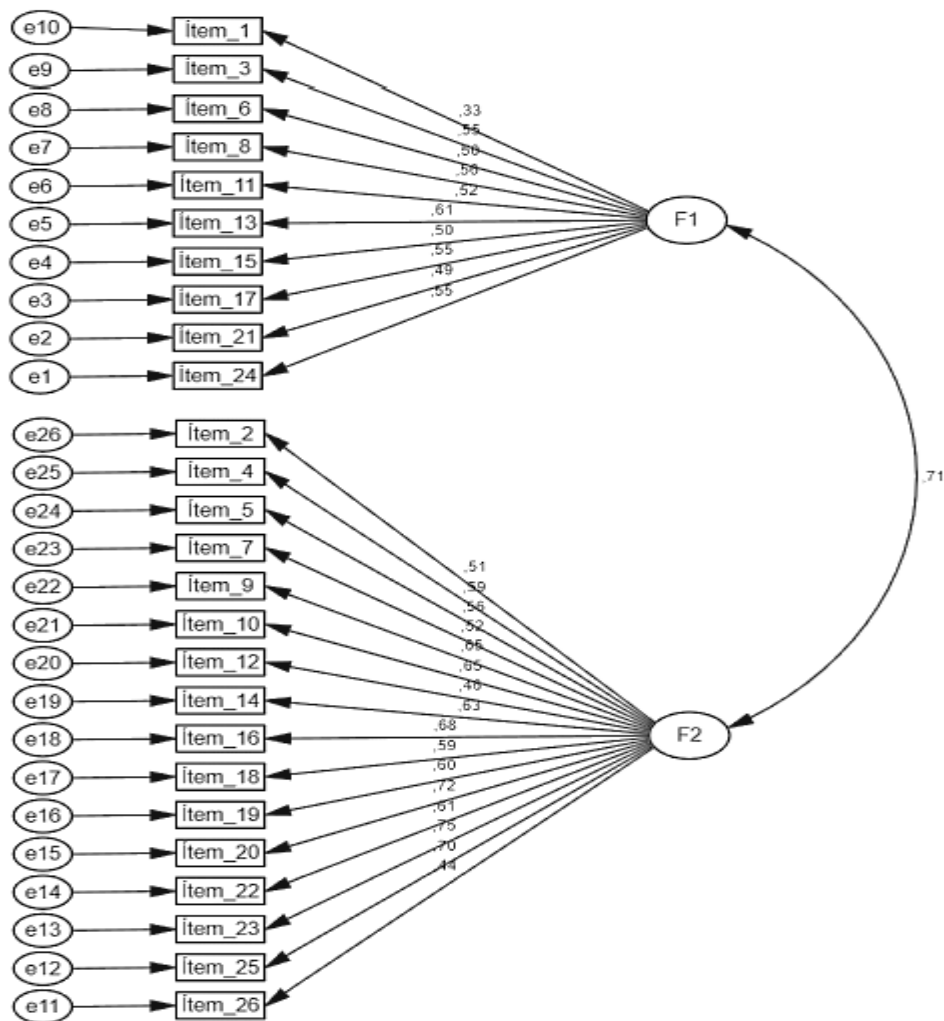 e10 İtem_1
e9 İtem_3
e8 İtem_6
e7 İtem_8
e6 İtem_11
e5 İtem_13
e4 İtem_15
e3 İtem_17
e2 İtem_21
e1 İtem_24
,33
,55
,52
,61
,50
,55
,49
,55
F1
,71
e26 İtem_2
e25 İtem_4
e24 İtem_5
e23 İtem_7
e22 İtem_9
e21 İtem_10
e20 İtem_12
e19 İtem_14
e18 İtem_16
e17 İtem_18
e16 İtem_19
e15 İtem_20
e14 İtem_22
e13 İtem_23
e12 İtem_25
e11 İtem_26
,51
,59
,52
,65
,65
,63
,68
,59
,60
,72
,61
,75
,70
,44
F2